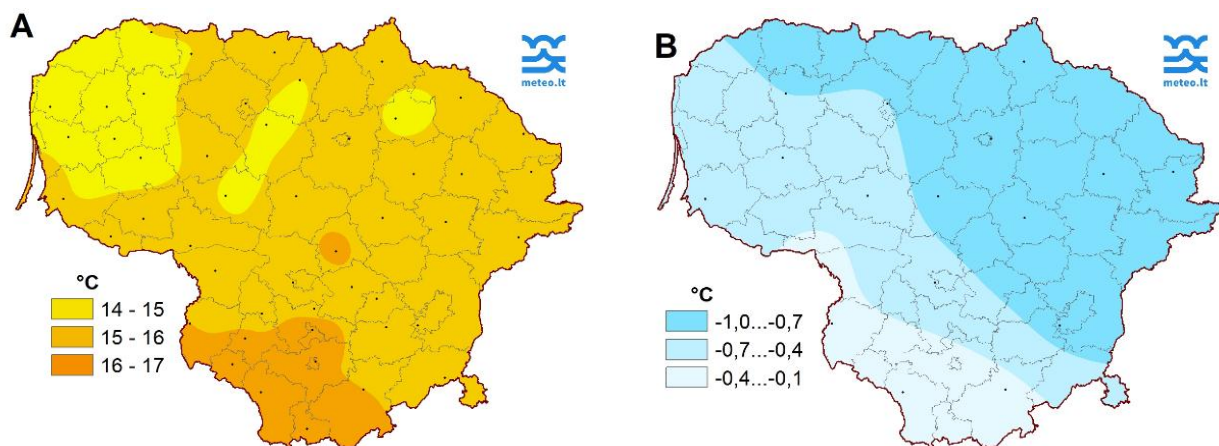 A
meteo.lt
°C
14 - 15
15 - 16
16 - 17
B
meteo.lt
°C
-1,0...-0,7
-0,7...-0,4
-0,4...-0,1